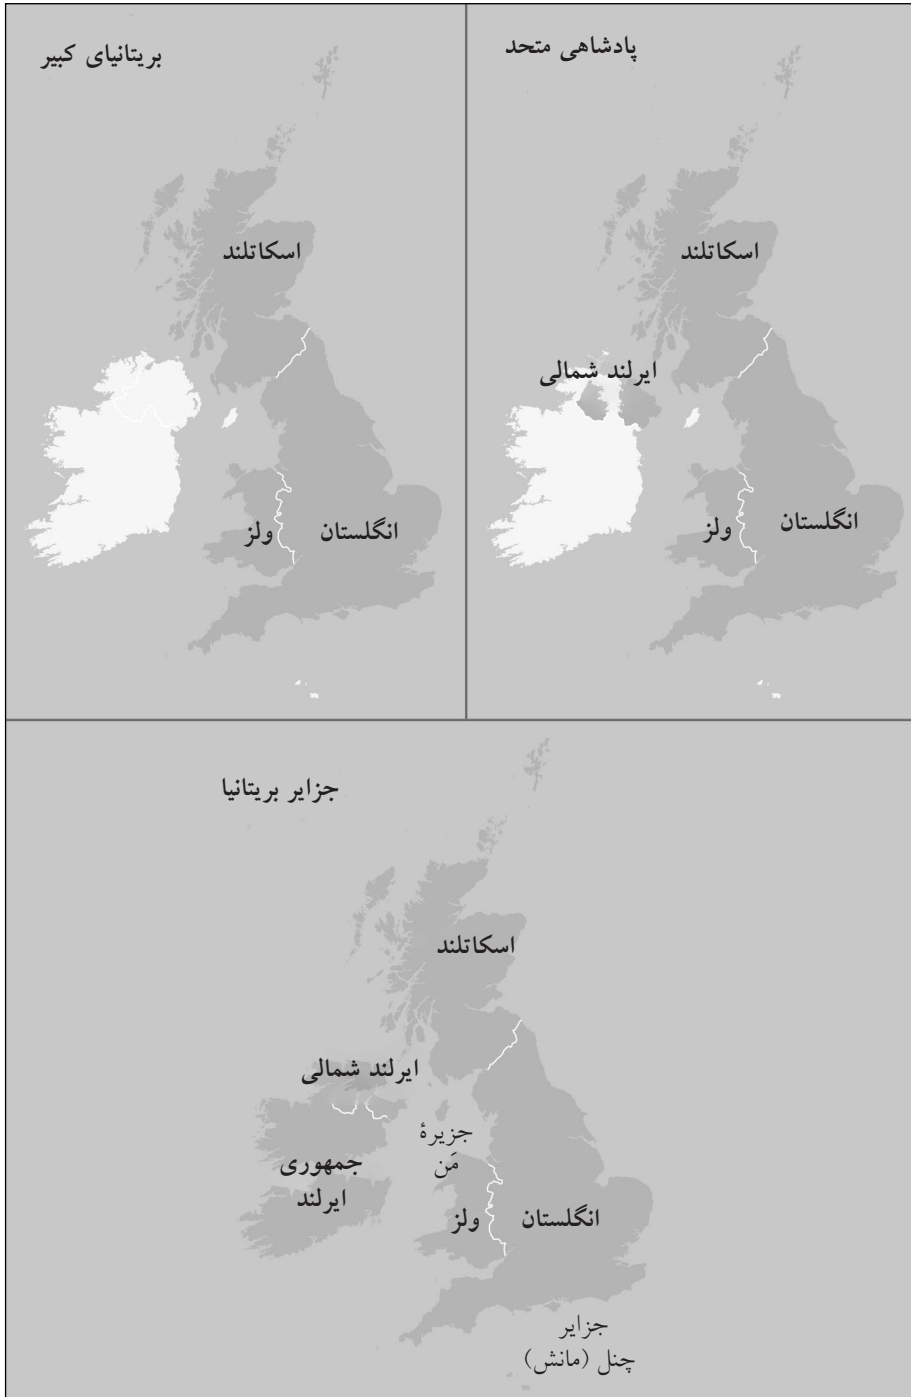 پادشاهی متحد
اسکاتلند
ایرلند شمالی
انگلستان
ولز
بریتانیای کبیر
اسکاتلند
انگلستان
ولز
جزایر بریتانیا
اسکاتلند
ایرلند شمالی
جزیرهٔ
مَن
جمهوری
ایرلند
انگلستان
ولز
جزایر
چنل (مانش)